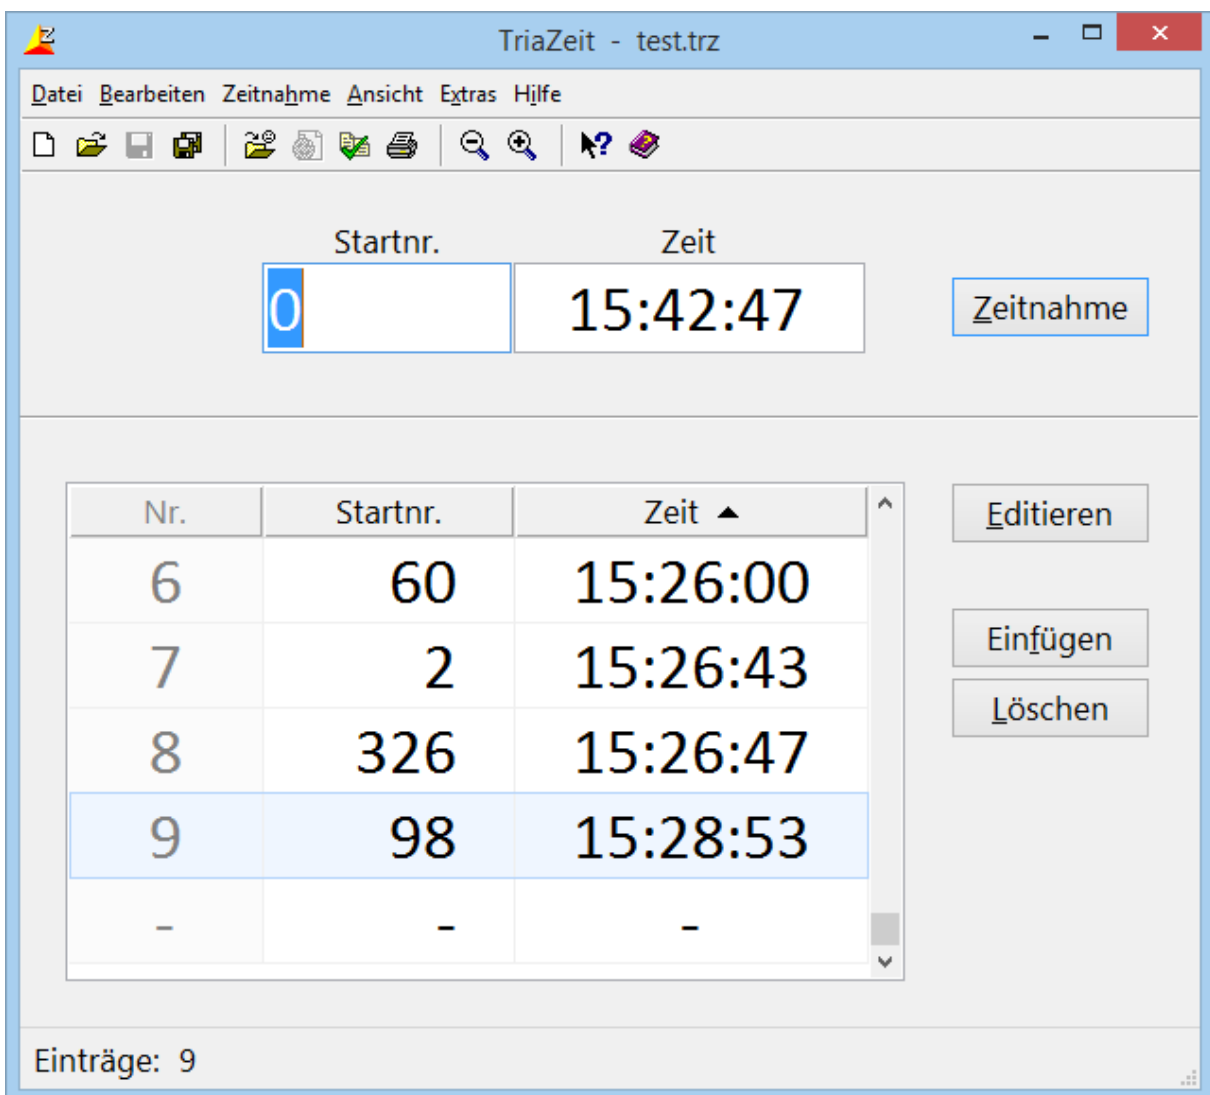 TriaZeit - test.trz
Datei Bearbeiten Zeitnahme Ansicht Extras Hilfe
Startnr. Zeit
0 15:42:47 Zeitnahme
Nr. Startnr. Zeit ▲ Editieren
6 60 15:26:00
7 2 15:26:43 Einfügen
8 326 15:26:47 Löschen
9 98 15:28:53
- - -
Einträge: 9